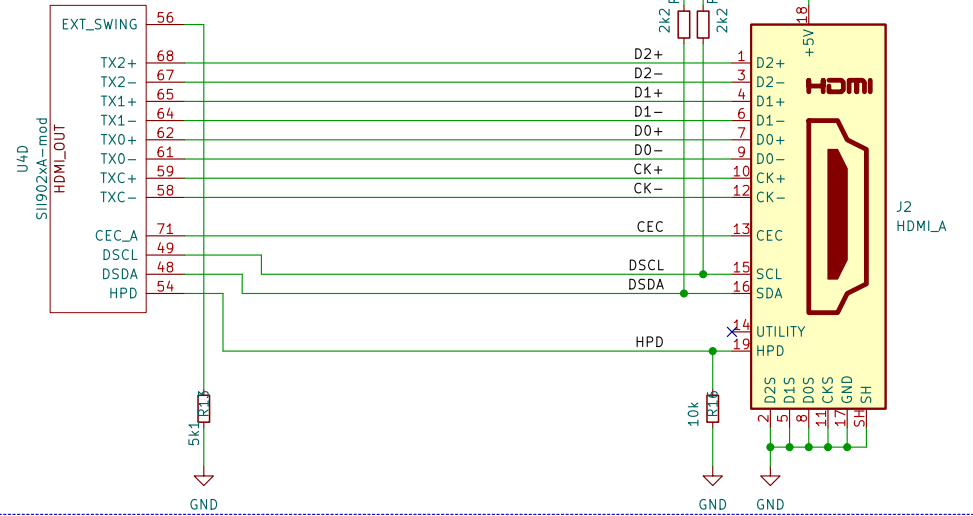 EXT_SWING 56
TX2+ 68
TX2- 67
TX1+ 65
TX1- 64
TX0+ 62
TX0- 61
TXC+ 59
TXC- 58
CEC_A 71
DSCL 49
DSDA 48
HPD 54
U4D
SII902xA-mod
HDMI_OUT
2k2
2k2
D2+
D2-
D1+
D1-
D0+
D0-
CK+
CK-
CEC
DSCL
DSDA
HPD
18
+5V
HDMI
1 D2+
3 D2-
4 D1+
6 D1-
7 D0+
9 D0-
10 CK+
12 CK-
13 CEC
15 SCL
16 SDA
14 UTILITY
19 HPD
J2
HDMI_A
D2S D1S D0S CKS GND SH
2 5 8 11 17 SH
5k1
10k
GND
GND
GND